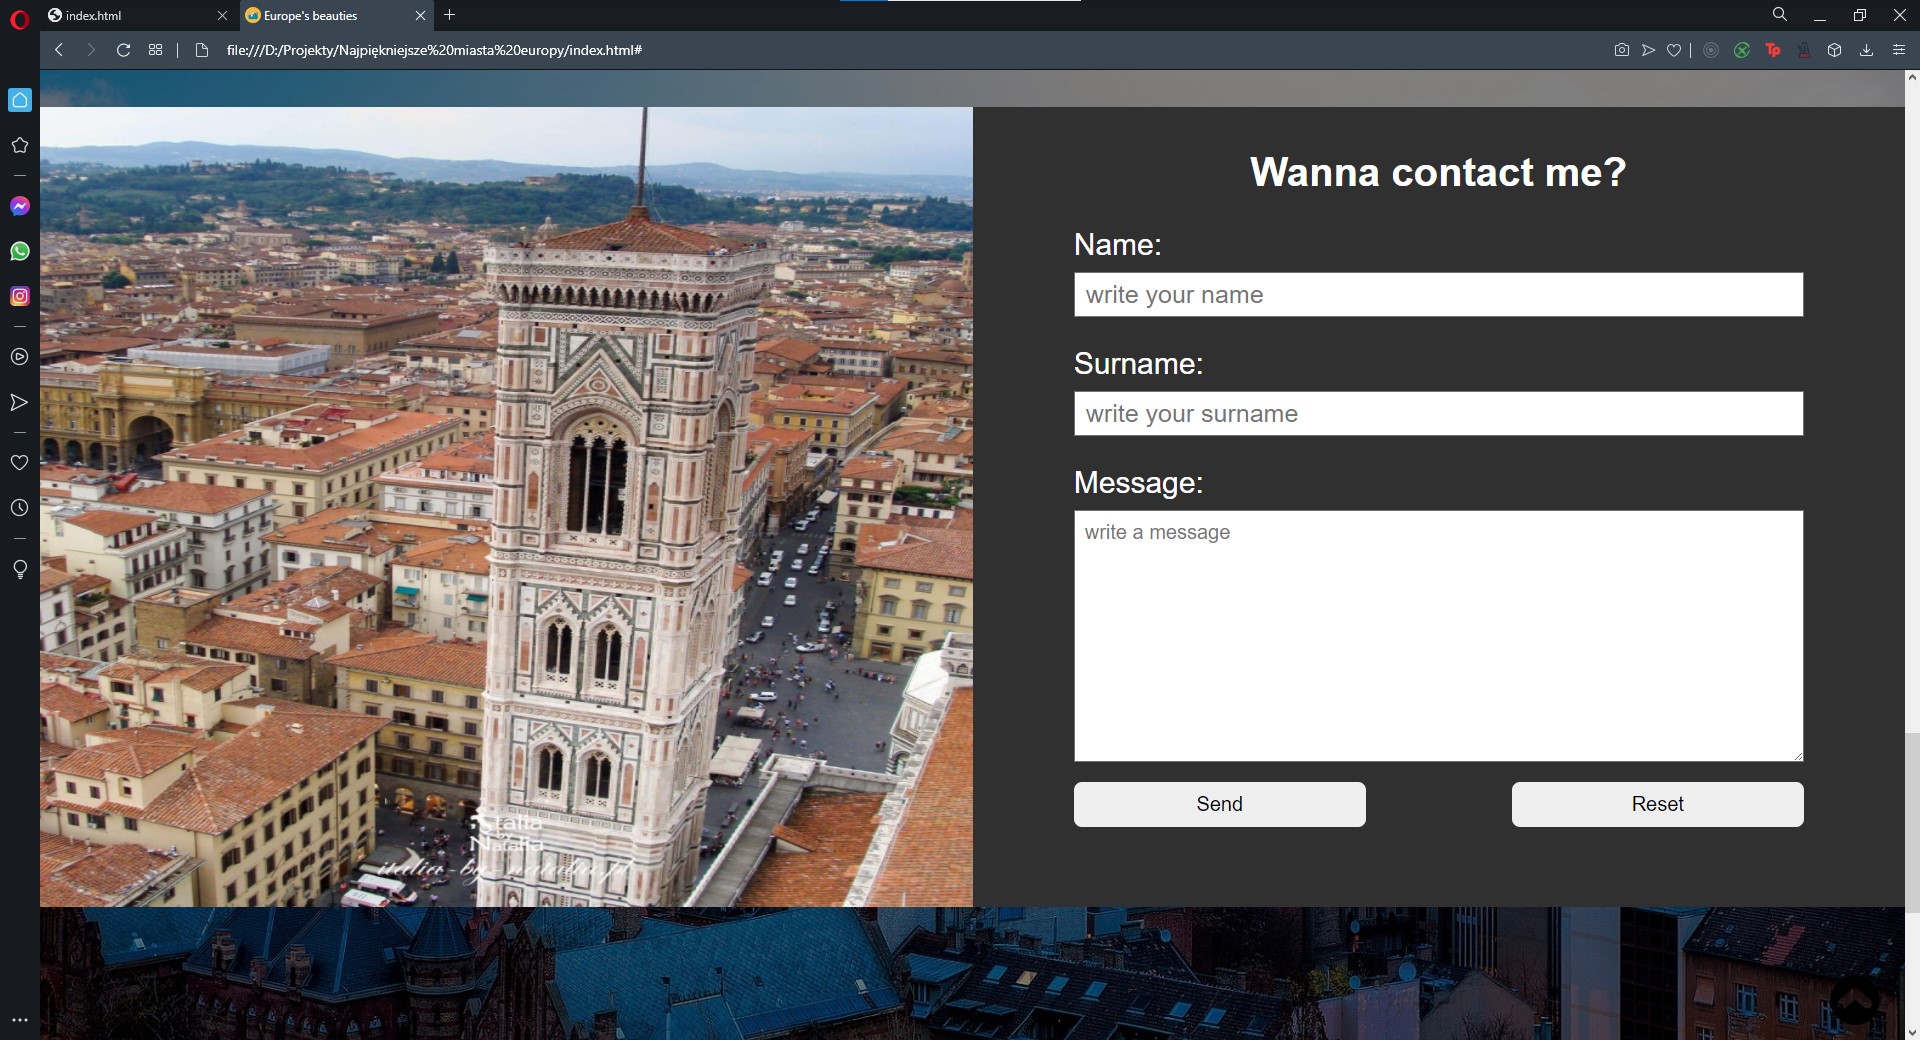 index.html
Europe's beauties
file:///D:/Projekty/Najpiękniejsze%20miasta%20europy/index.html#
Tp
Wanna contact me?
Name:
write your name
Surname:
write your surname
Message:
write a message
Send
Reset
Italia
by
Natalia
italia-by-natalia.pl